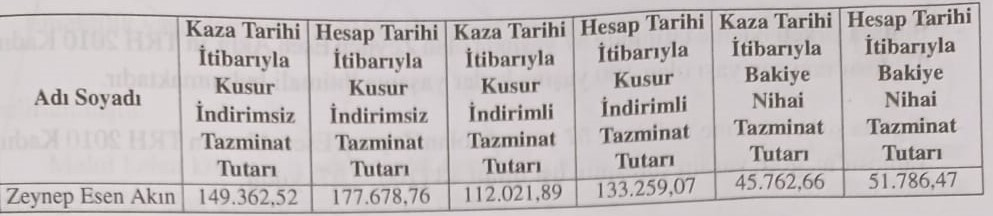 Adı Soyadı
Kaza Tarihi
İtibarıyla
Kusur
İndirimsiz
Tazminat
Tutarı
Hesap Tarihi
İtibarıyla
Kusur
İndirimsiz
Tazminat
Tutarı
Kaza Tarihi
İtibarıyla
Kusur
İndirimli
Tazminat
Tutarı
Hesap Tarihi
İtibarıyla
Kusur
İndirimli
Tazminat
Tutarı
Kaza Tarihi
İtibarıyla
Bakiye
Nihai
Tazminat
Tutarı
Hesap Tarihi
İtibarıyla
Bakiye
Nihai
Tazminat
Tutarı
Zeynep Esen Akın 149.362,52 177.678,76 112.021,89 133.259,07 45.762,66 51.786,47